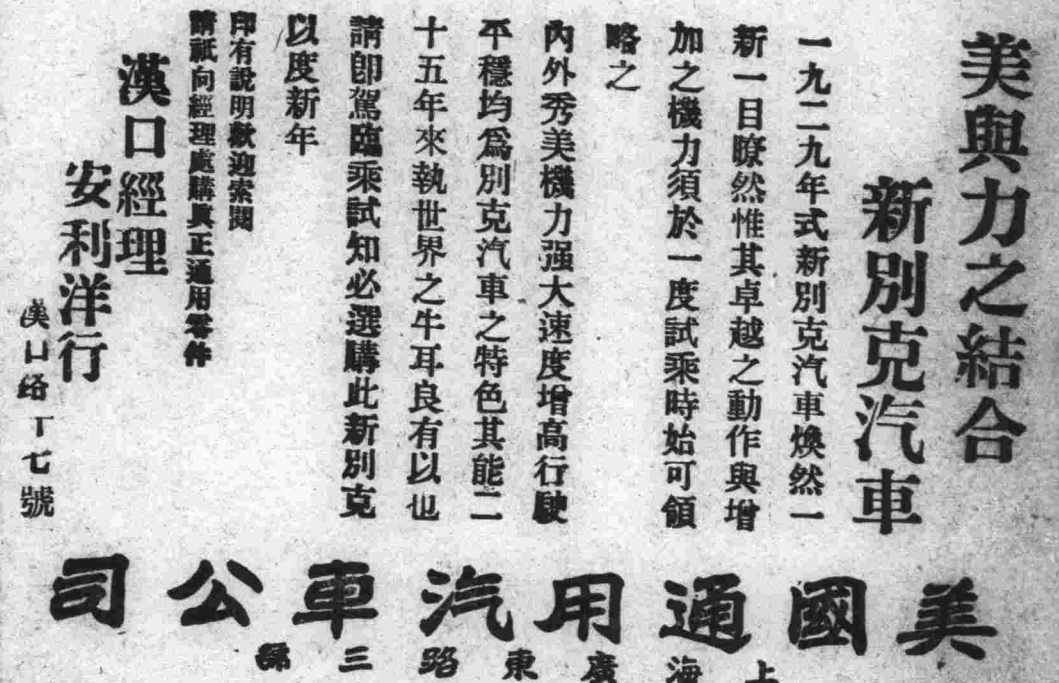 美與力之結合
新別克汽車
一九二九年式新別克汽車煥然一
新一目瞭然惟其卓越之動作與增
加之機力須於一度試乘時始可領
略之
內外秀美機力强大速度增高行駛
平穩均爲別克汽車之特色其能二
十五年來執世界之牛耳良有以也
請卽駕臨乘試知必選購此新別克
以度新年
印有說明歡迎索閱
請祇向經理處購眞正通用零件
漢口經理
安利洋行
漢口路丁七號
美國通用汽車公司
上海廣東路三號